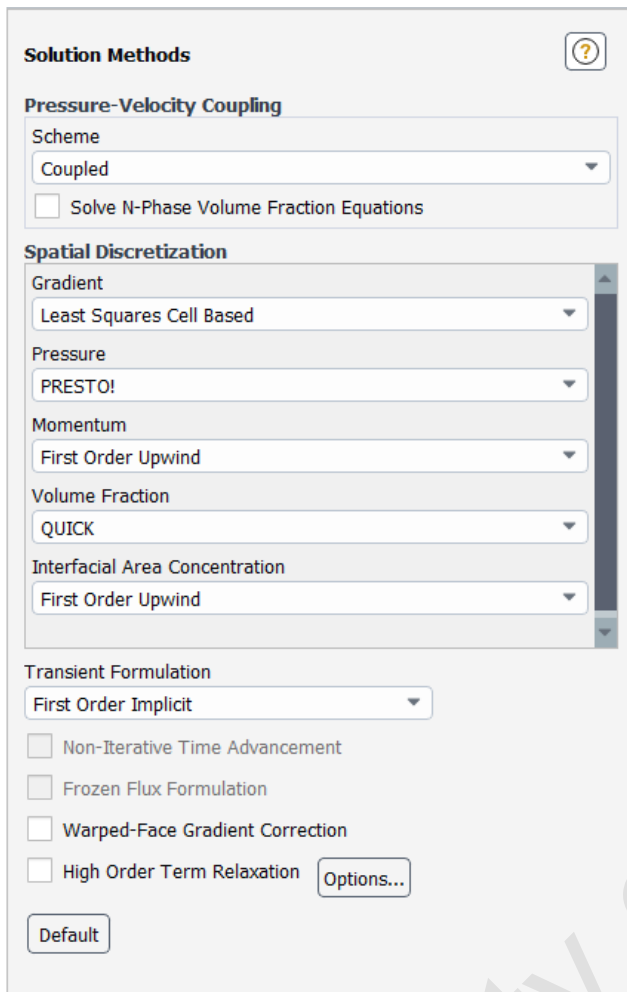 Solution Methods
?
Pressure-Velocity Coupling
Scheme
Coupled
Solve N-Phase Volume Fraction Equations
Spatial Discretization
Gradient
Least Squares Cell Based
Pressure
PRESTO!
Momentum
First Order Upwind
Volume Fraction
QUICK
Interfacial Area Concentration
First Order Upwind
Transient Formulation
First Order Implicit
Non-Iterative Time Advancement
Frozen Flux Formulation
Warped-Face Gradient Correction
High Order Term Relaxation Options...
Default